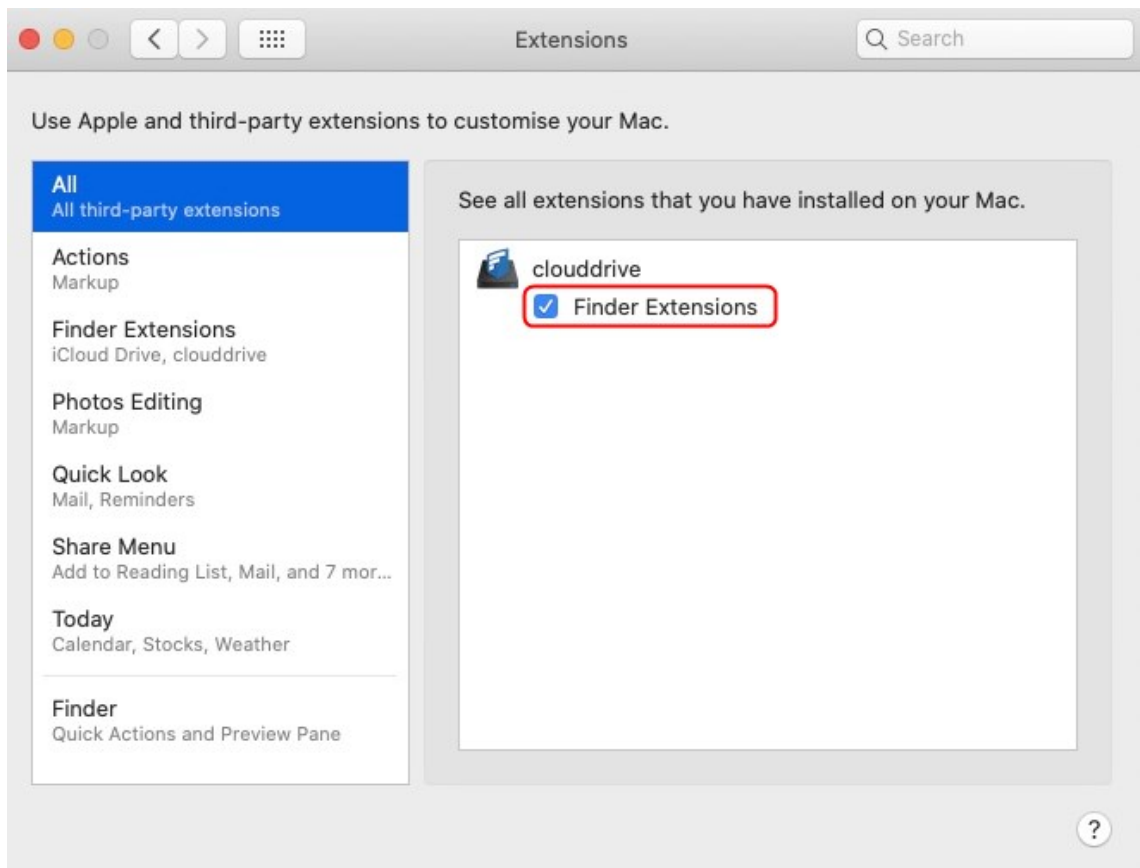 Extensions
Search
Use Apple and third-party extensions to customise your Mac.
All
All third-party extensions
Actions
Markup
Finder Extensions
iCloud Drive, clouddrive
Photos Editing
Markup
Quick Look
Mail, Reminders
Share Menu
Add to Reading List, Mail, and 7 mor...
Today
Calendar, Stocks, Weather
Finder
Quick Actions and Preview Pane
See all extensions that you have installed on your Mac.
clouddrive
Finder Extensions
?